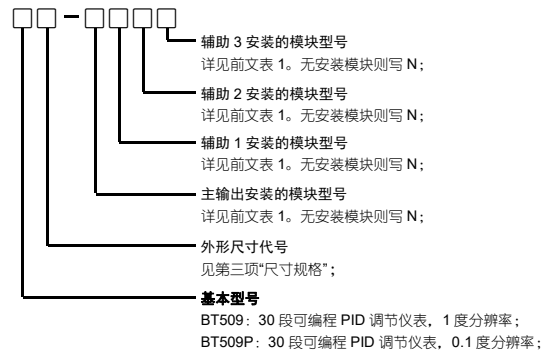 □□－□□□□
辅助 3 安装的模块型号
详见前文表 1。无安装模块则写 N；
辅助 2 安装的模块型号
详见前文表 1。无安装模块则写 N；
辅助 1 安装的模块型号
详见前文表 1。无安装模块则写 N；
主输出安装的模块型号
详见前文表 1。无安装模块则写 N；
外形尺寸代号
见第三项“尺寸规格”；
基本型号
BT509：30 段可编程 PID 调节仪表，1 度分辨率；
BT509P：30 段可编程 PID 调节仪表，0.1 度分辨率；